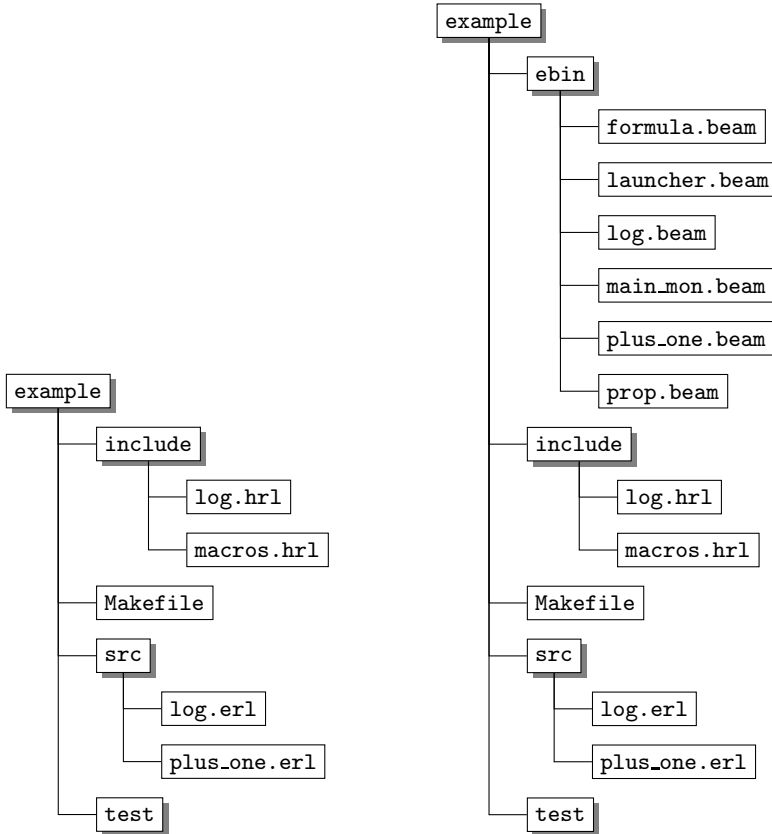 example
include
log.hrl
macros.hrl
Makefile
src
log.erl
plus_one.erl
test
example
ebin
formula.beam
launcher.beam
log.beam
main_mon.beam
plus_one.beam
prop.beam
include
log.hrl
macros.hrl
Makefile
src
log.erl
plus_one.erl
test